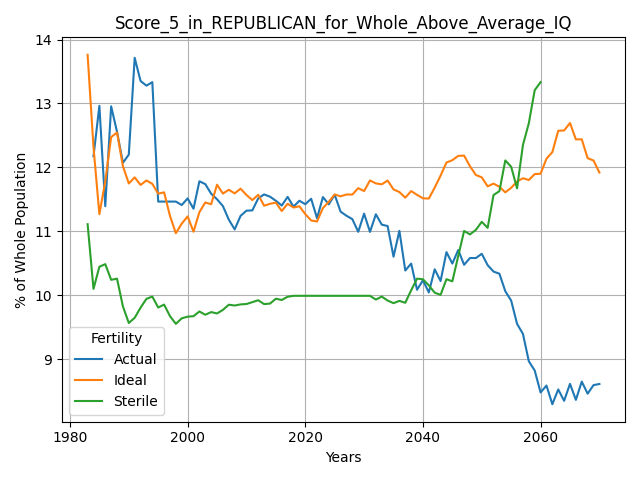 Score_5_in_REPUBLICAN_for_Whole_Above_Average_IQ
% of Whole Population
14
13
12
11
10
9
Fertility
Actual
Ideal
Sterile
1980
2000
2020
2040
2060
Years